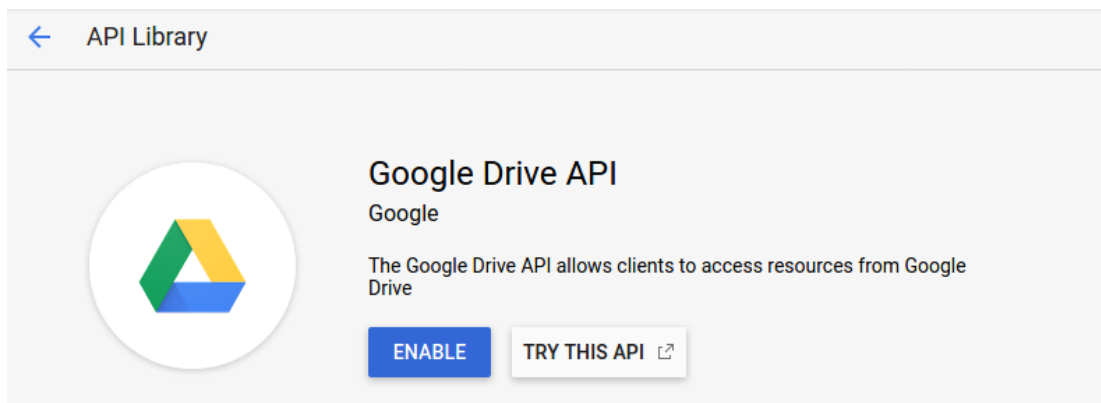 API Library
Google Drive API
Google
The Google Drive API allows clients to access resources from Google
Drive
ENABLE
TRY THIS API